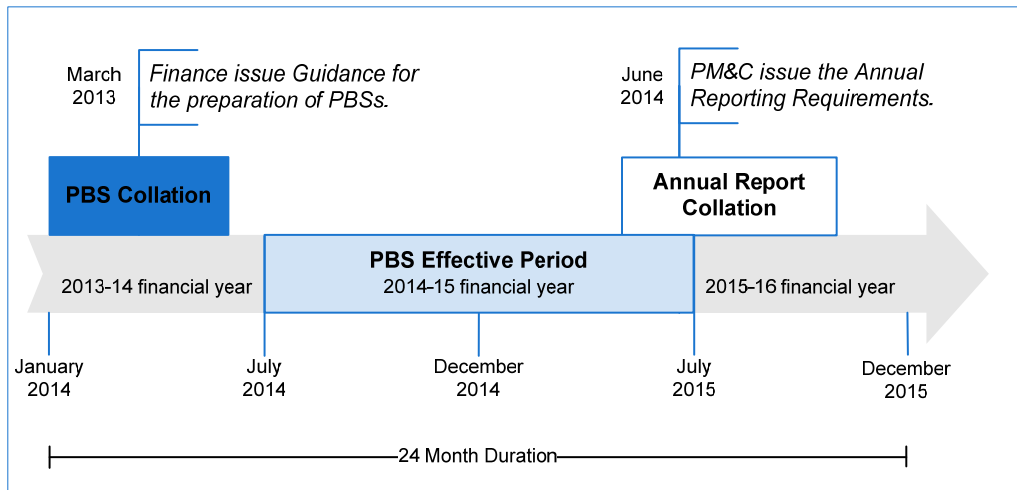 March
2013
Finance issue Guidance for
the preparation of PBSs.
June
2014
PM&C issue the Annual
Reporting Requirements.
PBS Collation
Annual Report
Collation
PBS Effective Period
2013-14 financial year
2014–15 financial year
2015–16 financial year
January
2014
July
2014
December
2014
July
2015
December
2015
24 Month Duration